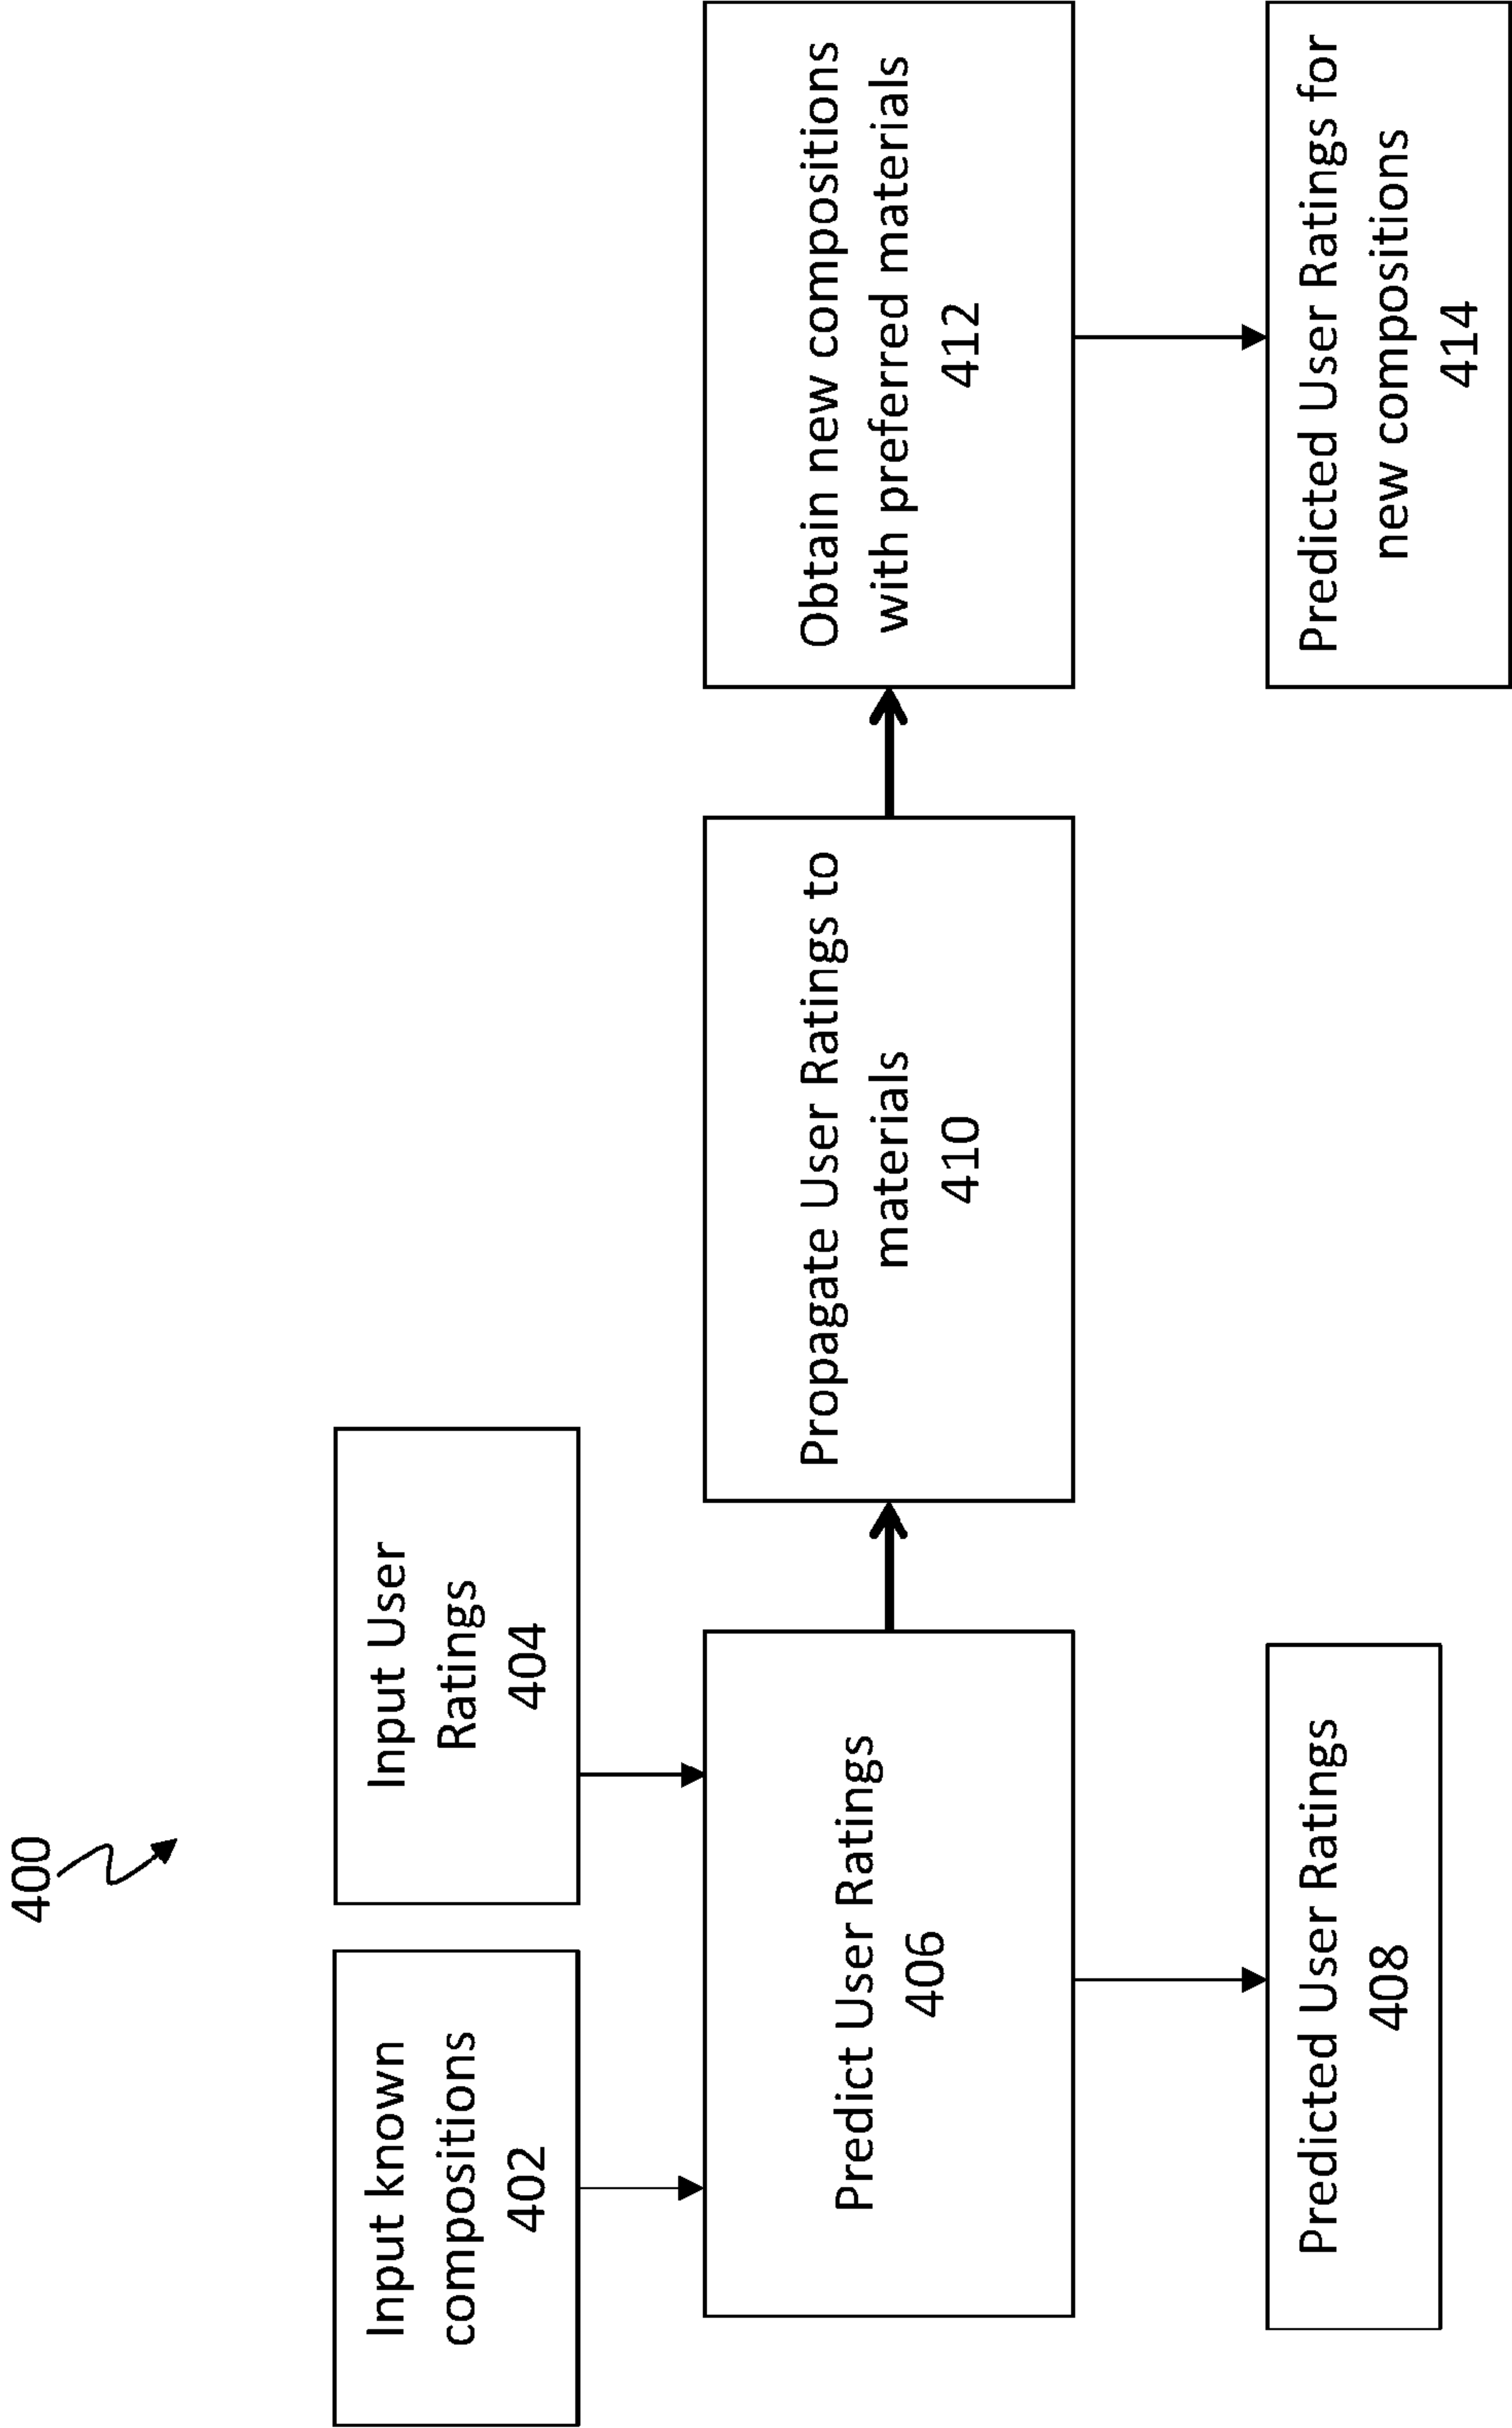 400
Input known
compositions
402
Input User
Ratings
404
Predict User Ratings
406
Propagate User Ratings to
materials
410
Obtain new compositions
with preferred materials
412
Predicted User Ratings
408
Predicted User Ratings for
new compositions
414